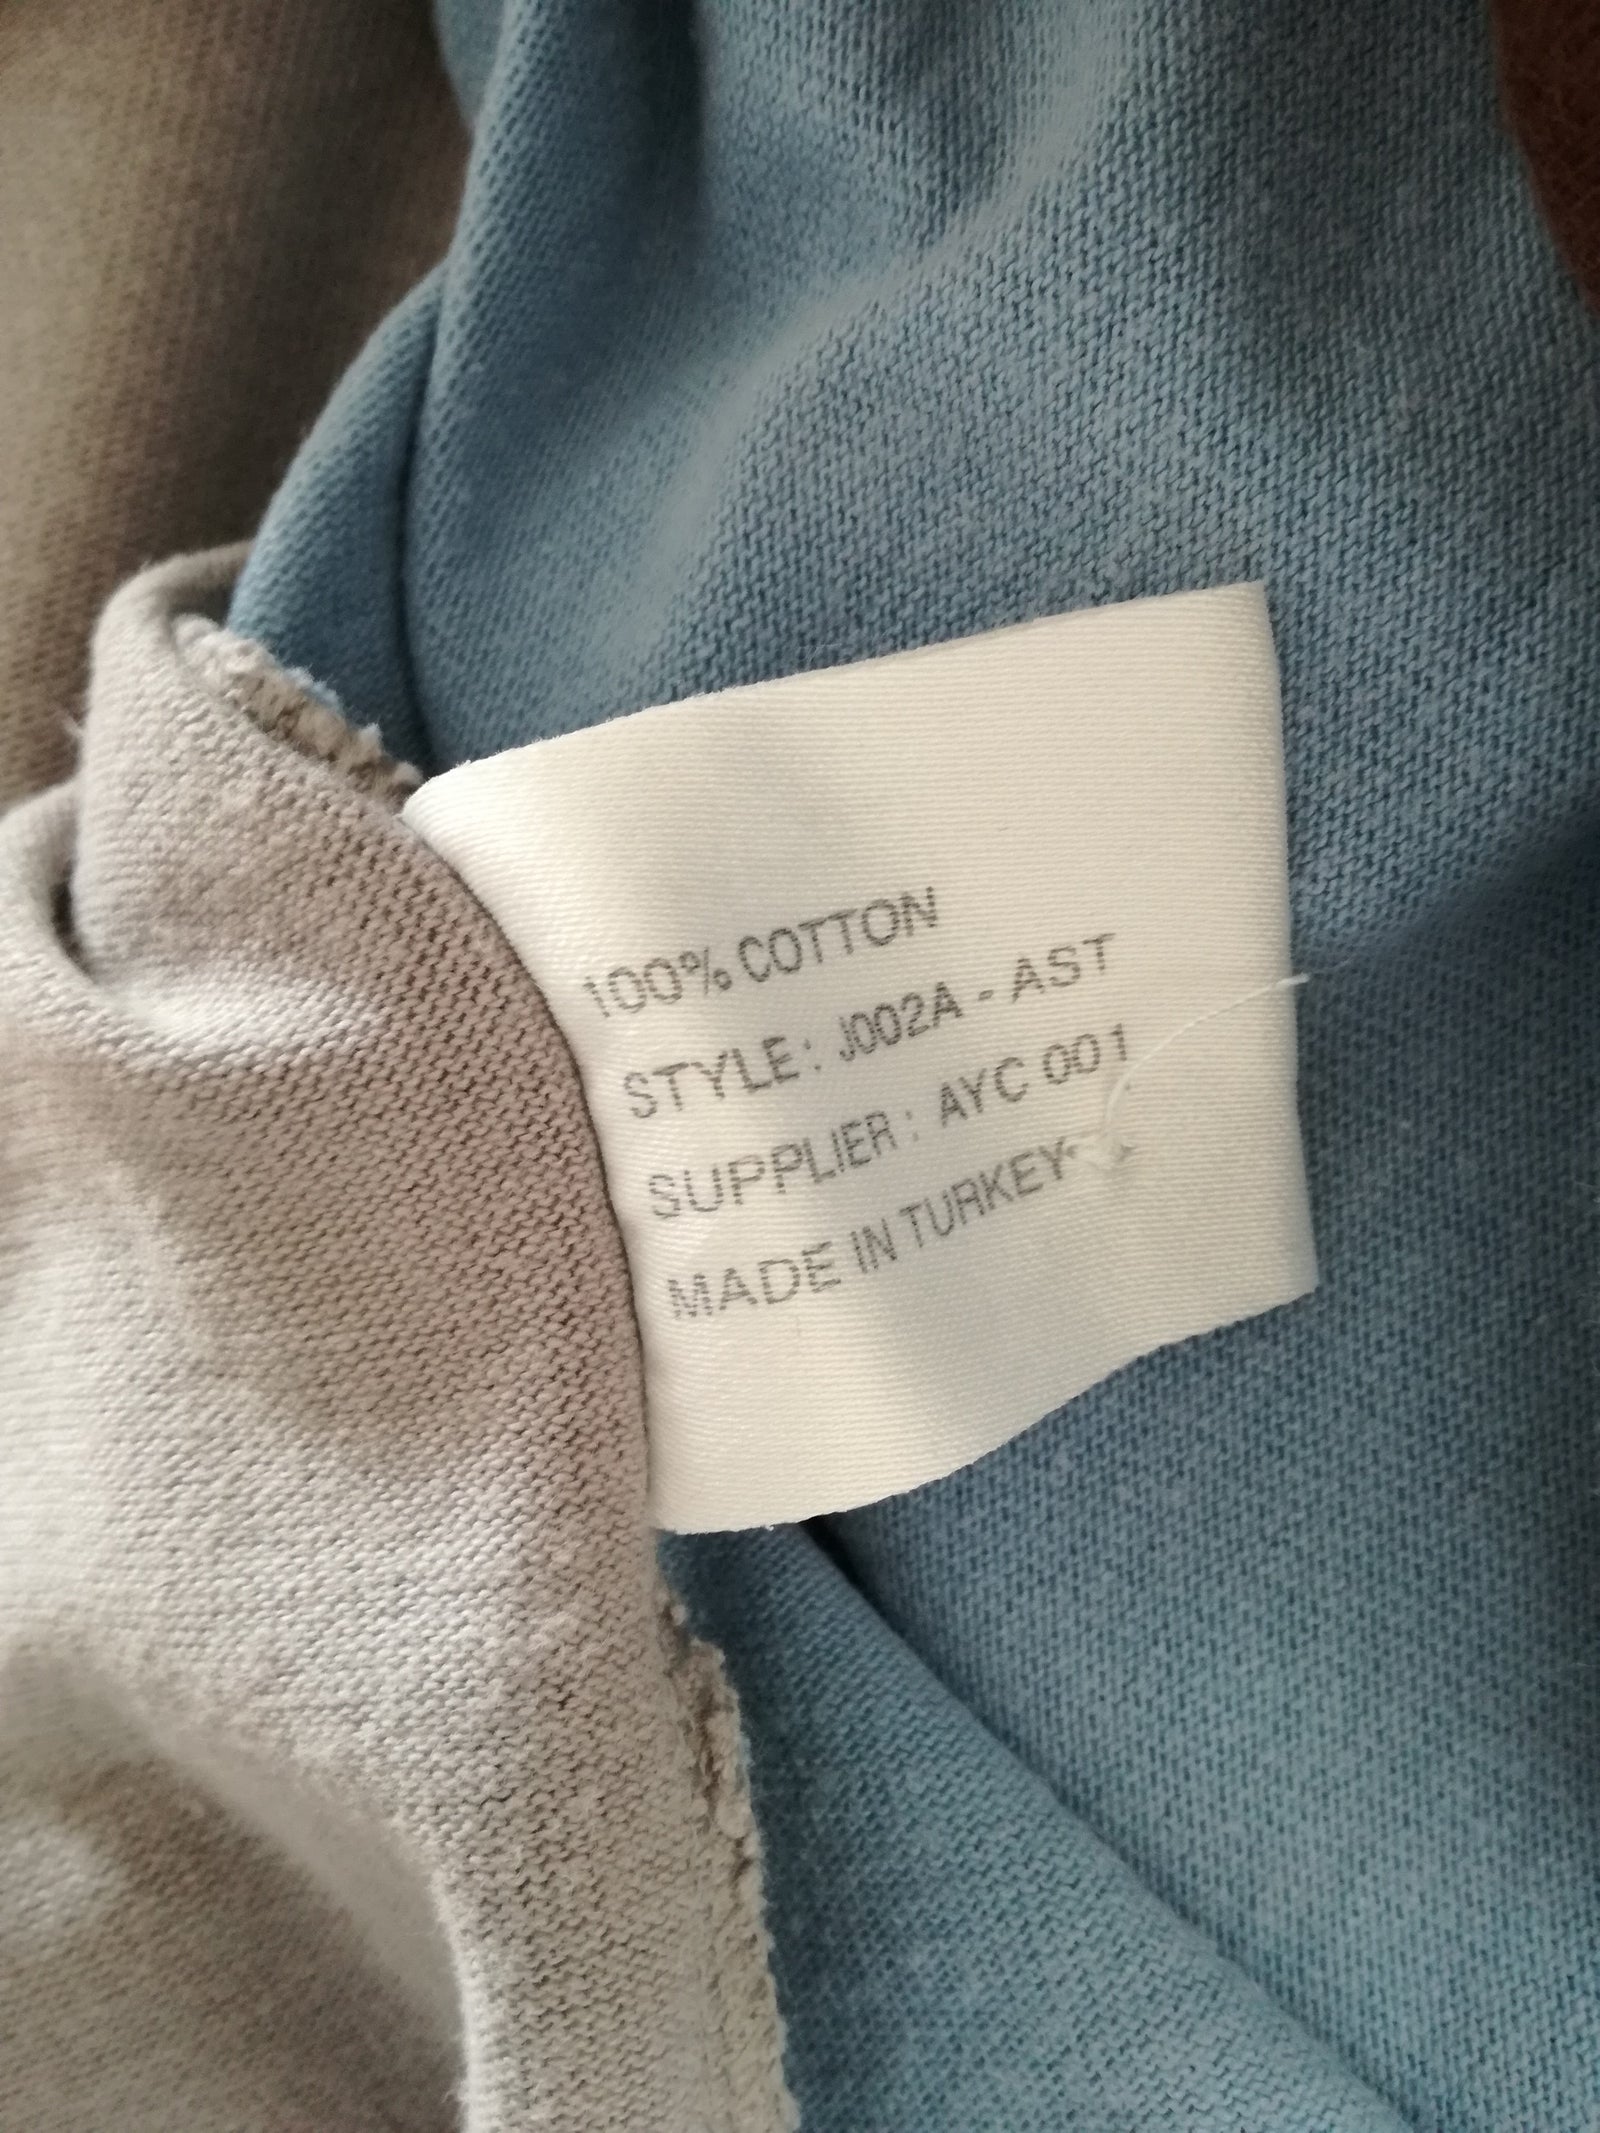 100% COTTON
STYLE: J002A - AST
SUPPLIER: AYC 001
MADE IN TURKEY